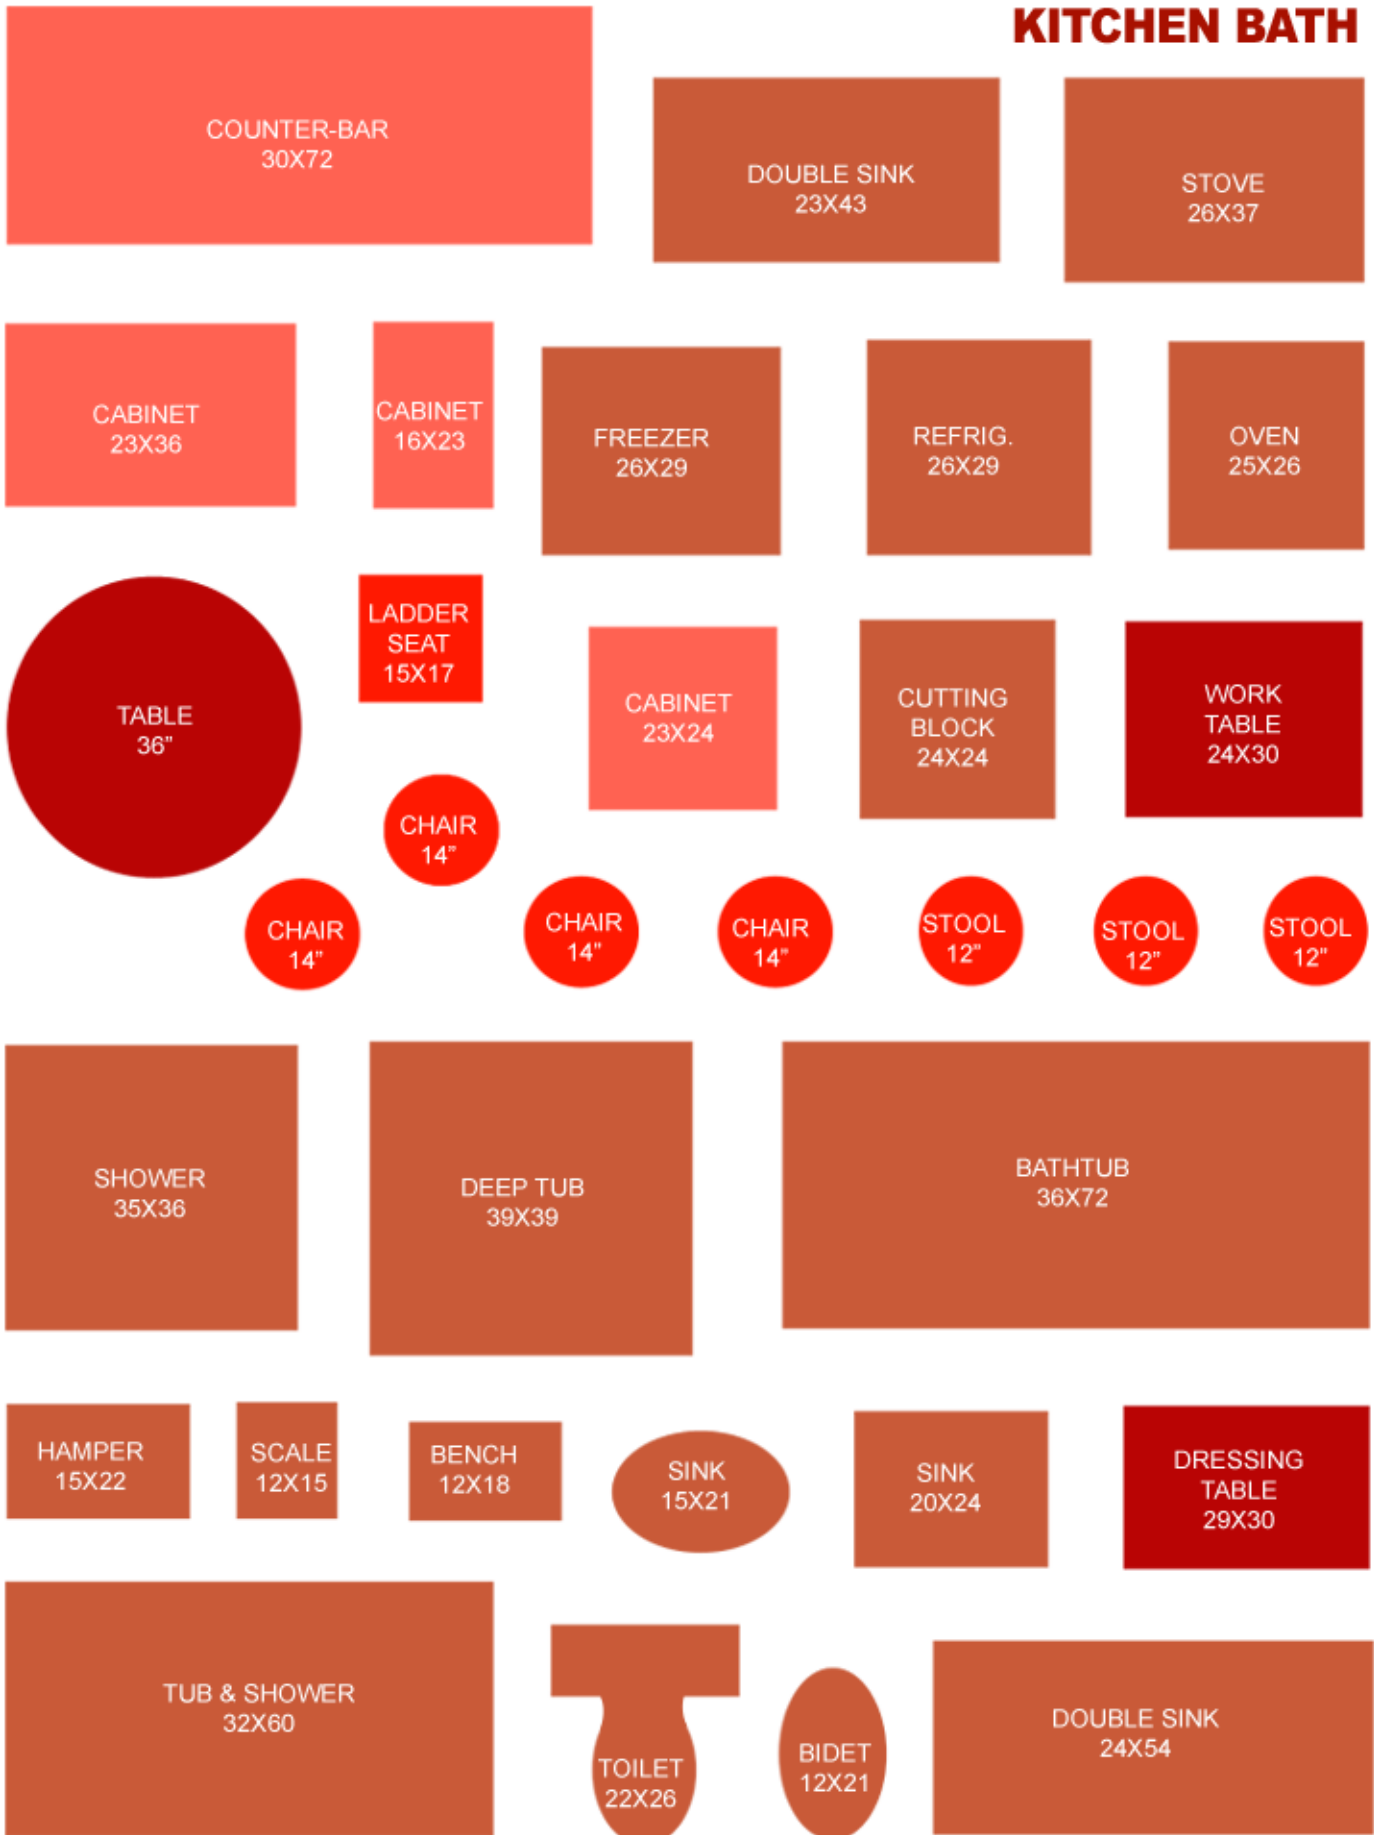 KITCHEN BATH
COUNTER-BAR
30X72
DOUBLE SINK
23X43
STOVE
26X37
CABINET
23X36
CABINET
16X23
FREEZER
26X29
REFRIG.
26X29
OVEN
25X26
TABLE
36”
LADDER
SEAT
15X17
CABINET
23X24
CUTTING
BLOCK
24X24
WORK
TABLE
24X30
CHAIR
14”
CHAIR
14”
CHAIR
14”
CHAIR
14”
STOOL
12”
STOOL
12”
STOOL
12”
SHOWER
35X36
DEEP TUB
39X39
BATHTUB
36X72
HAMPER
15X22
SCALE
12X15
BENCH
12X18
SINK
15X21
SINK
20X24
DRESSING
TABLE
29X30
TUB & SHOWER
32X60
TOILET
22X26
BIDET
12X21
DOUBLE SINK
24X54